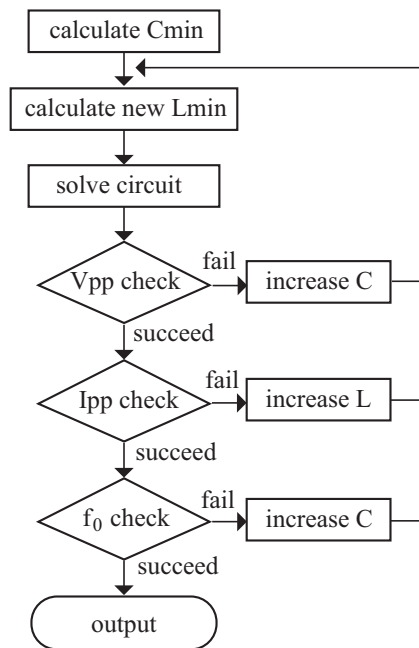 calculate Cmin
calculate new Lmin
solve circuit
Vpp check
fail
increase C
succeed
Ipp check
fail
increase L
succeed
f₀ check
fail
increase C
succeed
output